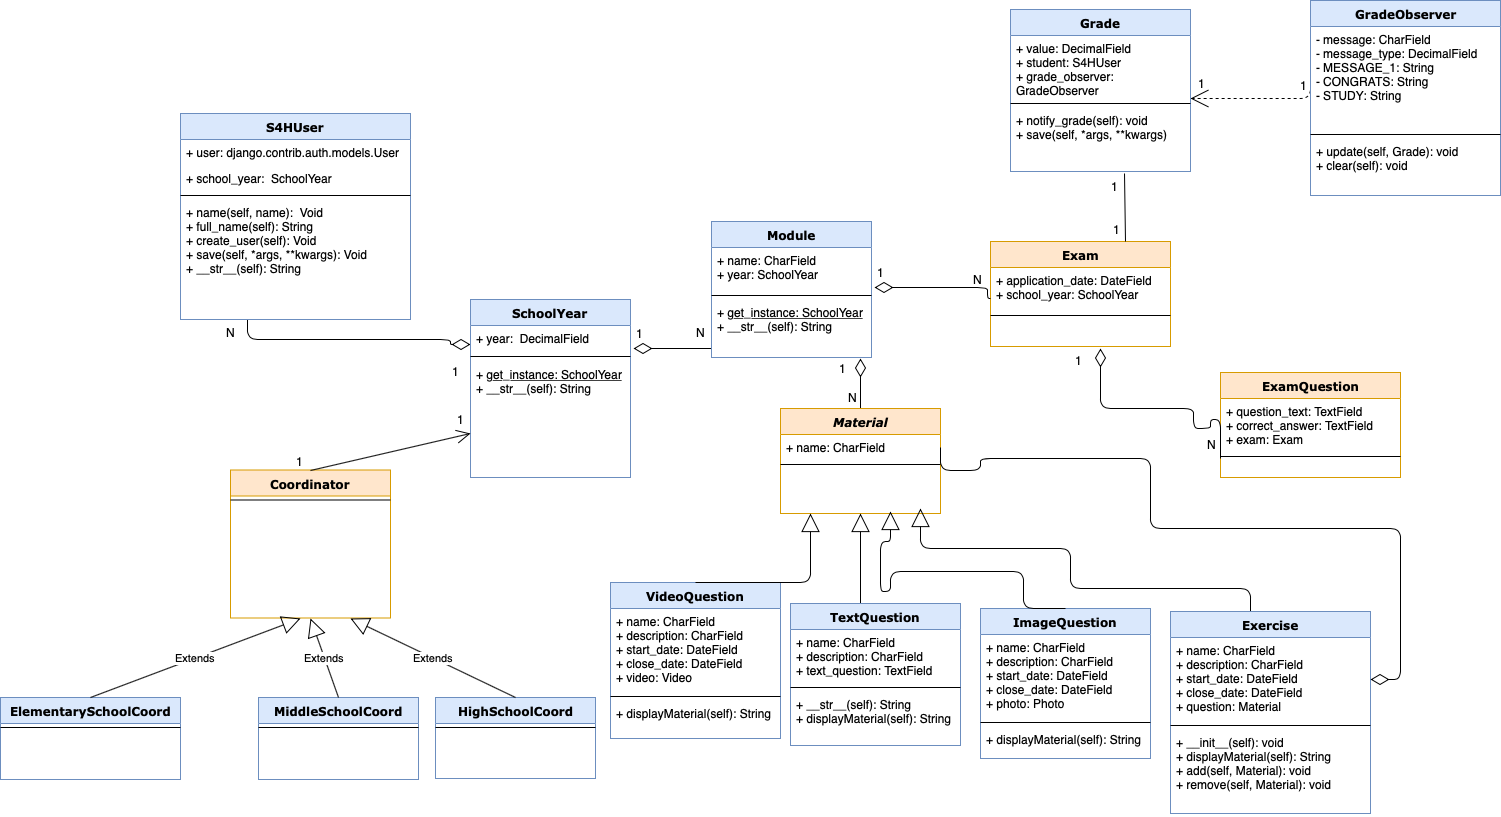 Grade
+ value: DecimalField
+ student: S4HUser
+ grade_observer:
GradeObserver
+ notify_grade(self): void
+ save(self, *args, **kwargs)
1
1
GradeObserver
- message: CharField
- message_type: DecimalField
- MESSAGE_1: String
- CONGRATS: String
- STUDY: String
+ update(self, Grade): void
+ clear(self): void
S4HUser
+ user: django.contrib.auth.models.User
+ school_year:  SchoolYear
+ name(self, name):  Void
+ full_name(self): String
+ create_user(self): Void
+ save(self, *args, **kwargs): Void
+ __str__(self): String
N
1
SchoolYear
+ year:  DecimalField
+ get_instance: SchoolYear
+ __str__(self): String
1
N
Module
+ name: CharField
+ year: SchoolYear
+ get_instance: SchoolYear
+ __str__(self): String
1
N
1
1
Exam
+ application_date: DateField
+ school_year: SchoolYear
1
N
ExamQuestion
+ question_text: TextField
+ correct_answer: TextField
+ exam: Exam
1
N
Material
+ name: CharField
1
1
Coordinator
Extends
Extends
Extends
ElementarySchoolCoord
MiddleSchoolCoord
HighSchoolCoord
VideoQuestion
+ name: CharField
+ description: CharField
+ start_date: DateField
+ close_date: DateField
+ video: Video
+ displayMaterial(self): String
TextQuestion
+ name: CharField
+ description: CharField
+ text_question: TextField
+ __str__(self): String
+ displayMaterial(self): String
ImageQuestion
+ name: CharField
+ description: CharField
+ start_date: DateField
+ close_date: DateField
+ photo: Photo
+ displayMaterial(self): String
Exercise
+ name: CharField
+ description: CharField
+ start_date: DateField
+ close_date: DateField
+ question: Material
+ __init__(self): void
+ displayMaterial(self): String
+ add(self, Material): void
+ remove(self, Material): void